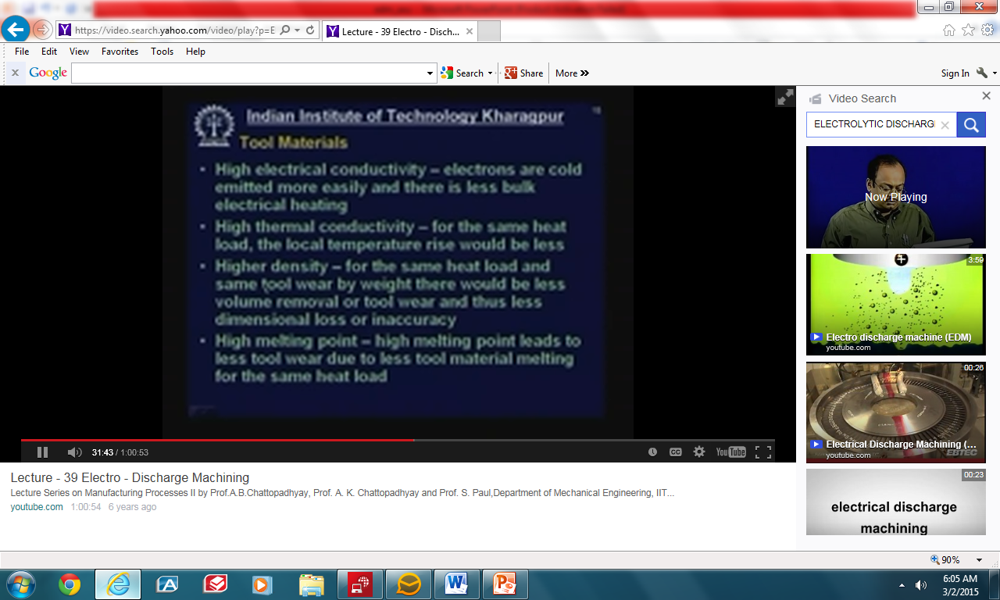 https://video.search.yahoo.com/video/play?p=E
Lecture - 39 Electro - Disch...
File Edit View Favorites Tools Help
Google
Search
Share
More
Sign In
Indian Institute of Technology Kharagpur
Tool Materials
• High electrical conductivity – electrons are cold
emitted more easily and there is less bulk
electrical heating
• High thermal conductivity – for the same heat
load, the local temperature rise would be less
• Higher density – for the same heat load and
same tool wear by weight there would be less
volume removal or tool wear and thus less
dimensional loss or inaccuracy
• High melting point – high melting point leads to
less tool wear due to less tool material melting
for the same heat load
31:43 / 1:00:53
CC
YouTube
Lecture - 39 Electro - Discharge Machining
Lecture Series on Manufacturing Processes II by Prof.A.B.Chattopadhyay, Prof. A. K. Chattopadhyay and Prof. S. Paul,Department of Mechanical Engineering, IIT...
youtube.com 1:00:54 6 years ago
Video Search
ELECTROLYTIC DISCHARG
Now Playing
3:59
Electro discharge machine (EDM)
youtube.com
00:26
Electrical Discharge Machining (...
youtube.com
EBTEC
00:23
electrical discharge
machining
90%
6:05 AM
3/2/2015